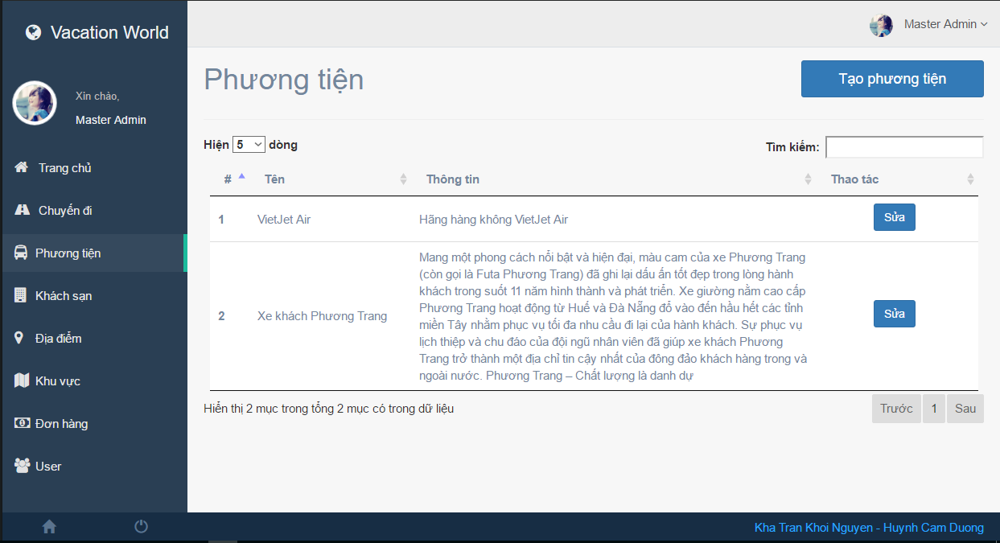 Vacation World
Master Admin
Xin chào,
Master Admin
Trang chủ
Chuyến đi
Phương tiện
Khách sạn
Địa điểm
Khu vực
Đơn hàng
User
Phương tiện
Tạo phương tiện
Hiện 5 dòng
Tìm kiếm:
# Tên Thông tin Thao tác
1 VietJet Air Hãng hàng không VietJet Air Sửa
Mang một phong cách nổi bật và hiện đại, màu cam của xe Phương Trang
(còn gọi là Futa Phương Trang) đã ghi lại dấu ấn tốt đẹp trong lòng hành
khách trong suốt 11 năm hình thành và phát triển. Xe giường nằm cao cấp
2 Xe khách Phương Trang Phương Trang hoạt động từ Huế và Đà Nẵng đổ vào đến hầu hết các tỉnh Sửa
miền Tây nhằm phục vụ tối đa nhu cầu đi lại của hành khách. Sự phục vụ
lịch thiệp và chu đáo của đội ngũ nhân viên đã giúp xe khách Phương
Trang trở thành một địa chỉ tin cậy nhất của đông đảo khách hàng trong và
ngoài nước. Phương Trang – Chất lượng là danh dự
Hiển thị 2 mục trong tổng 2 mục có trong dữ liệu
Trước 1 Sau
Kha Tran Khoi Nguyen - Huynh Cam Duong